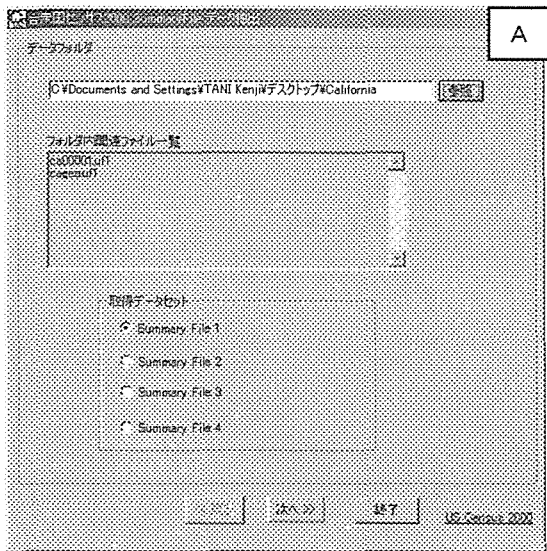 A
データフォルダ
C:¥Documents and Settings¥TANI Kenji¥デスクトップ¥California
参照
フォルダ内関連ファイル一覧
ca00001.uf1
cageo.uf1
取得データセット
Summary File 1
Summary File 2
Summary File 3
Summary File 4
次へ >>
終了
US Census 2000